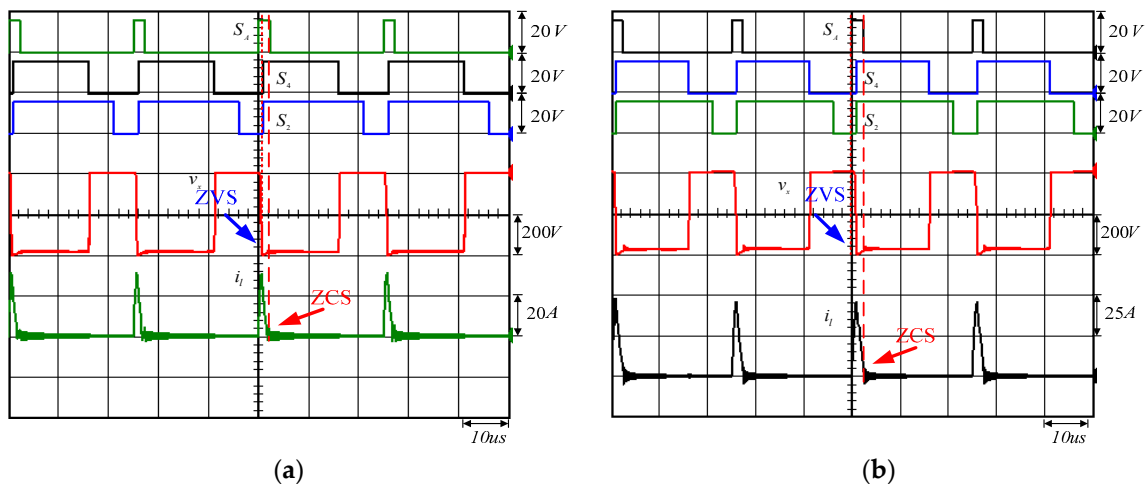 S_A
20 V
S_4
20V
S_2
20V
v_x
ZVS
200V
i_l
20A
ZCS
10us
(a)
S_A
20 V
S_4
20V
S_2
20V
v_x
ZVS
200V
i_l
25A
ZCS
10us
(b)